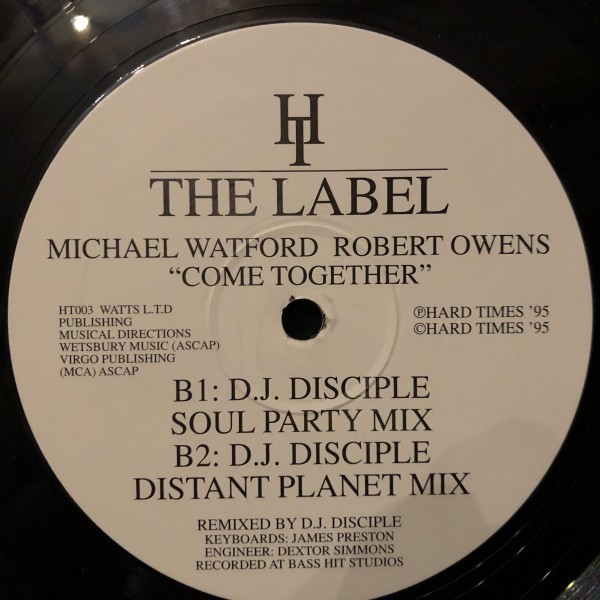 HT
THE LABEL
MICHAEL WATFORD ROBERT OWENS
“COME TOGETHER”
HT003 WATTS L.T.D
PUBLISHING
MUSICAL DIRECTIONS
WETSBURY MUSIC (ASCAP)
VIRGO PUBLISHING
(MCA) ASCAP
℗HARD TIMES ’95
©HARD TIMES ’95
B1: D.J. DISCIPLE
SOUL PARTY MIX
B2: D.J. DISCIPLE
DISTANT PLANET MIX
REMIXED BY D.J. DISCIPLE
KEYBOARDS: JAMES PRESTON
ENGINEER: DEXTOR SIMMONS
RECORDED AT BASS HIT STUDIOS